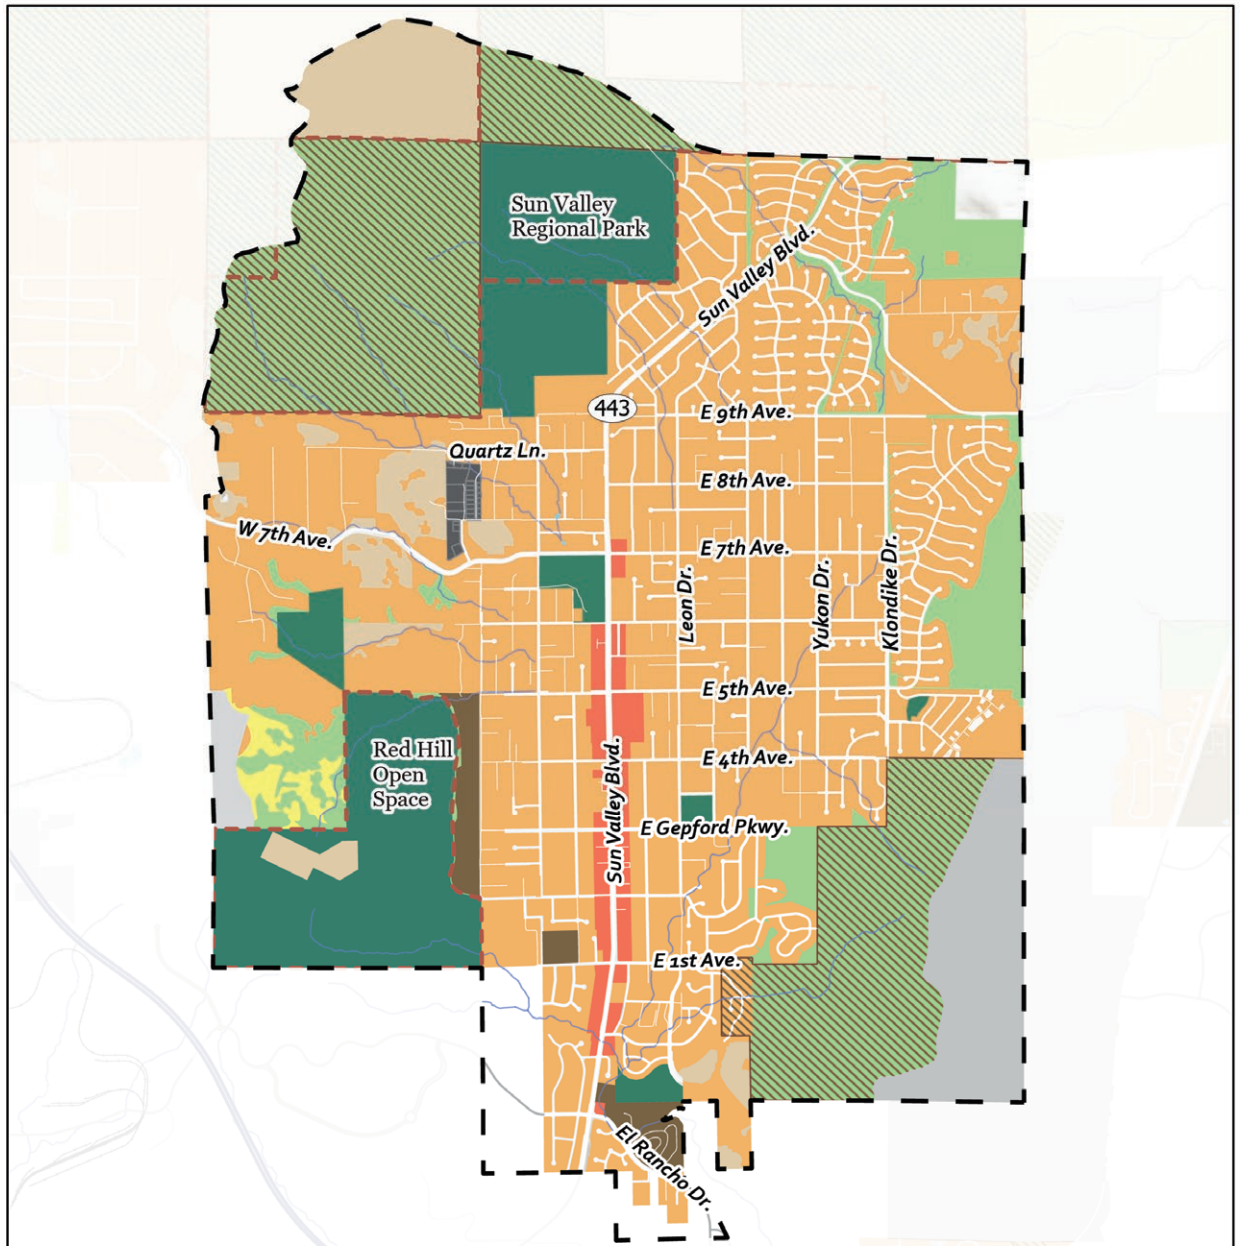 Sun Valley
Regional Park
Sun Valley Blvd.
443
E 9th Ave.
Quartz Ln.
E 8th Ave.
W 7th Ave.
E 7th Ave.
Leon Dr.
Yukon Dr.
Klondike Dr.
E 5th Ave.
Red Hill
Open
Space
Sun Valley Blvd.
E 4th Ave.
E Gepford Pkwy.
E 1st Ave.
El Rancho Dr.